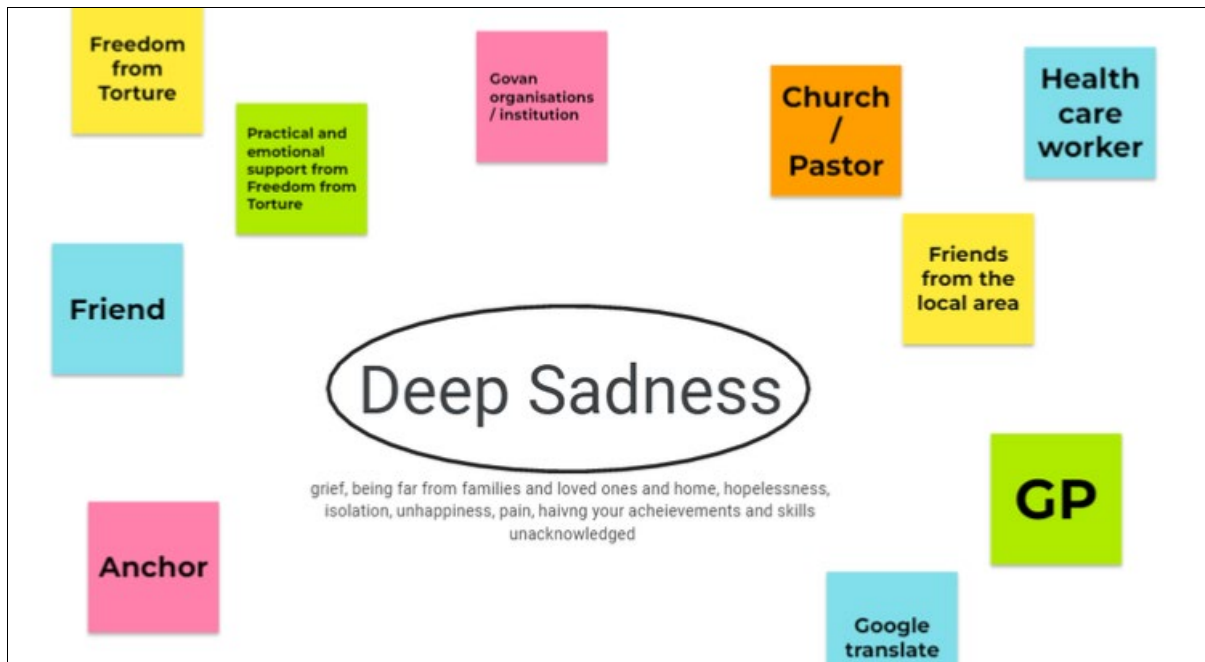 Freedom
from
Torture
Practical and
emotional
support from
Freedom from
Torture
Govan
organisations
/ institution
Church
/
Pastor
Health
care
worker
Friend
Friends
from the
local area
Deep Sadness
grief, being far from families and loved ones and home, hopelessness,
isolation, unhappiness, pain, haivng your acheievements and skills
unacknowledged
GP
Anchor
Google
translate